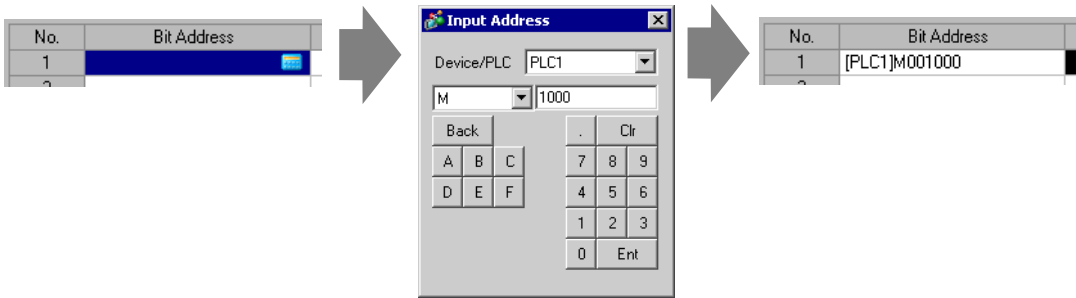 No. Bit Address
1
Input Address
Device/PLC PLC1
M 1000
Back . Clr
A B C 7 8 9
D E F 4 5 6
1 2 3
0 Ent
No. Bit Address
1 [PLC1]M001000